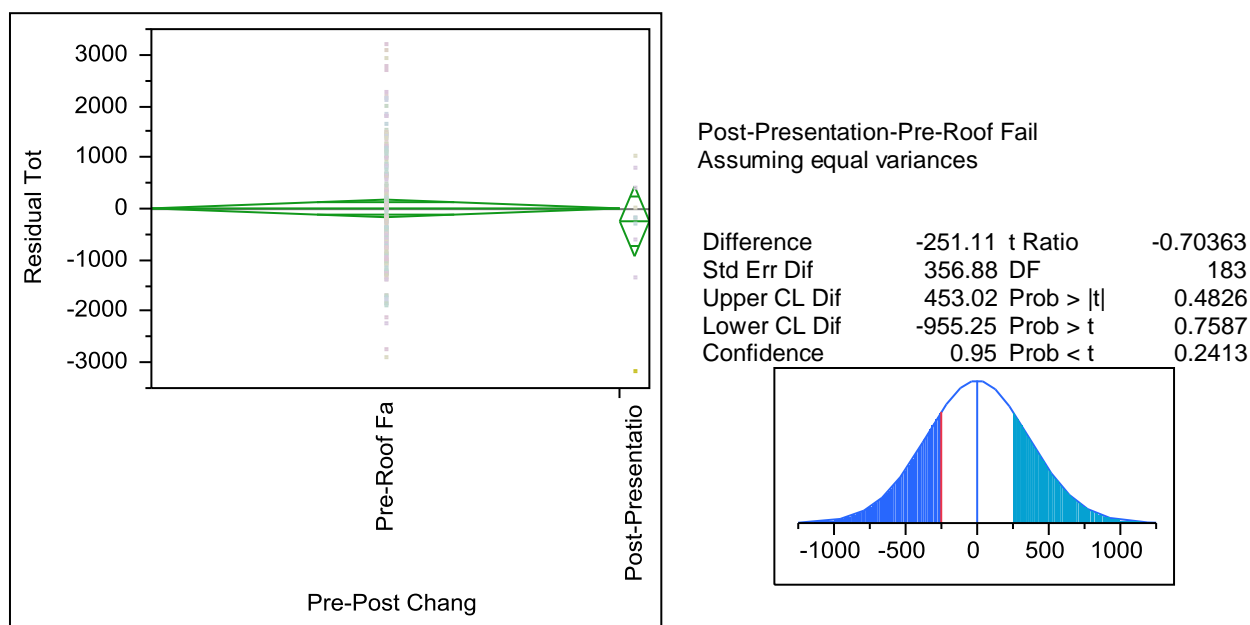 3000
2000
1000
0
-1000
-2000
-3000
Residual Tot
Pre-Roof Fa
Post-Presentatio
Pre-Post Chang
Post-Presentation-Pre-Roof Fail
Assuming equal variances
Difference -251.11 t Ratio -0.70363
Std Err Dif 356.88 DF 183
Upper CL Dif 453.02 Prob > |t| 0.4826
Lower CL Dif -955.25 Prob > t 0.7587
Confidence 0.95 Prob < t 0.2413
-1000 -500 0 500 1000